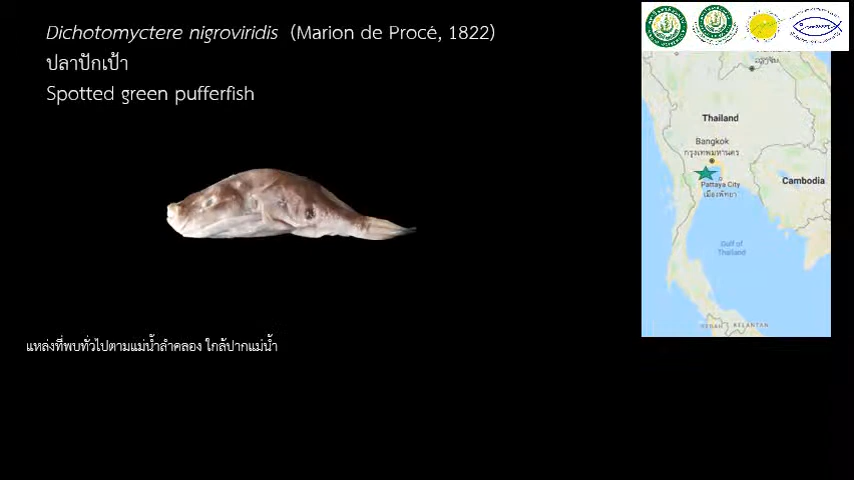 Dichotomyctere nigroviridis (Marion de Procé, 1822)
ปลาปักเป้า
Spotted green pufferfish
Thailand
Bangkok
กรุงเทพมหานคร
Pattaya City
เมืองพัทยา
Cambodia
Gulf of
Thailand
KELANTAN
แหล่งที่พบทั่วไปตามแม่น้ำลำคลอง ใกล้ปากแม่น้ำ